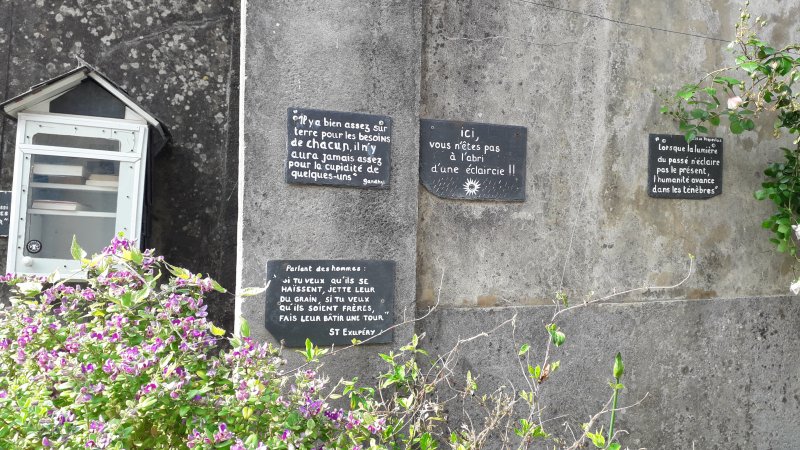 "Il y a bien assez sur
terre pour les besoins
de chacun, il n'y
aura jamais assez
pour la cupidité de
quelques-uns"
gandhi
ici,
vous n'êtes pas
à l'abri
d'une éclaircie !!
Lorsque la lumière
du passé n'éclaire
pas le présent,
l'humanité avance
dans les ténèbres"
Parlant des hommes :
"Si tu veux qu'ils se
haïssent, jette leur
du grain, si tu veux
qu'ils soient frères,
fais leur bâtir une tour"
St Exupéry